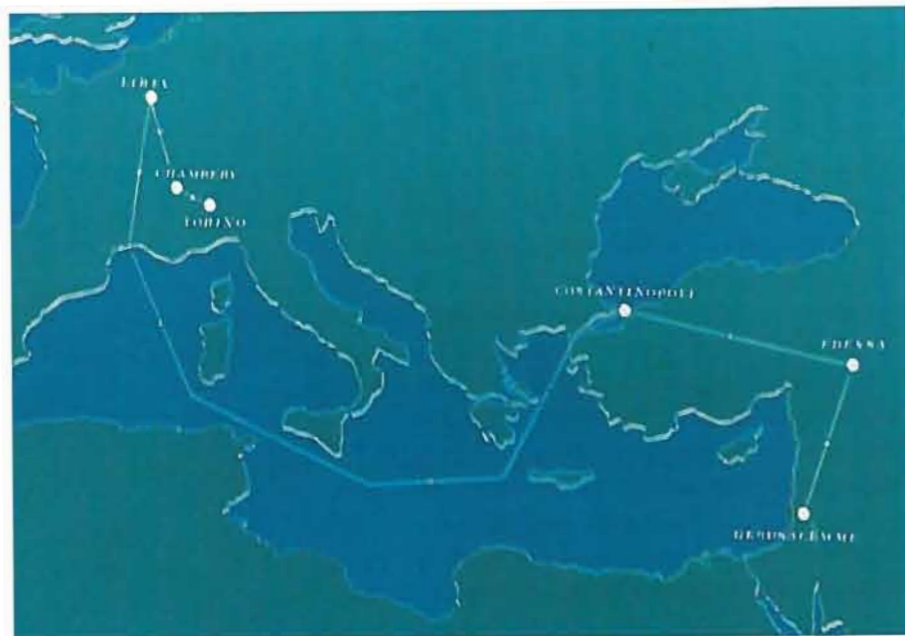 LIREY
CHAMBERY
TORINO
COSTANTINOPOLI
EDESSA
GERUSALEMME